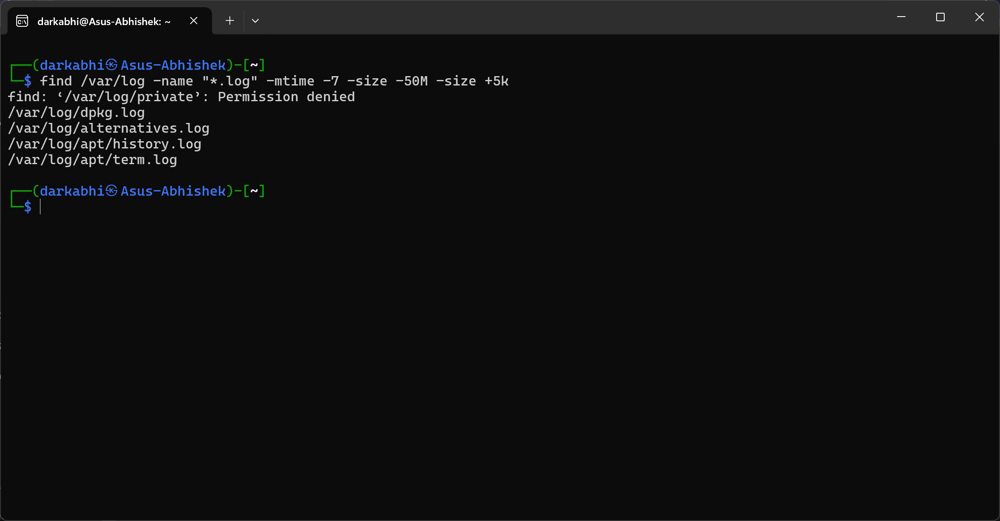 darkabhi@Asus-Abhishek: ~
┌──(darkabhi㉿Asus-Abhishek)-[~]
└─$ find /var/log -name "*.log" -mtime -7 -size -50M -size +5k
find: ‘/var/log/private’: Permission denied
/var/log/dpkg.log
/var/log/alternatives.log
/var/log/apt/history.log
/var/log/apt/term.log
┌──(darkabhi㉿Asus-Abhishek)-[~]
└─$